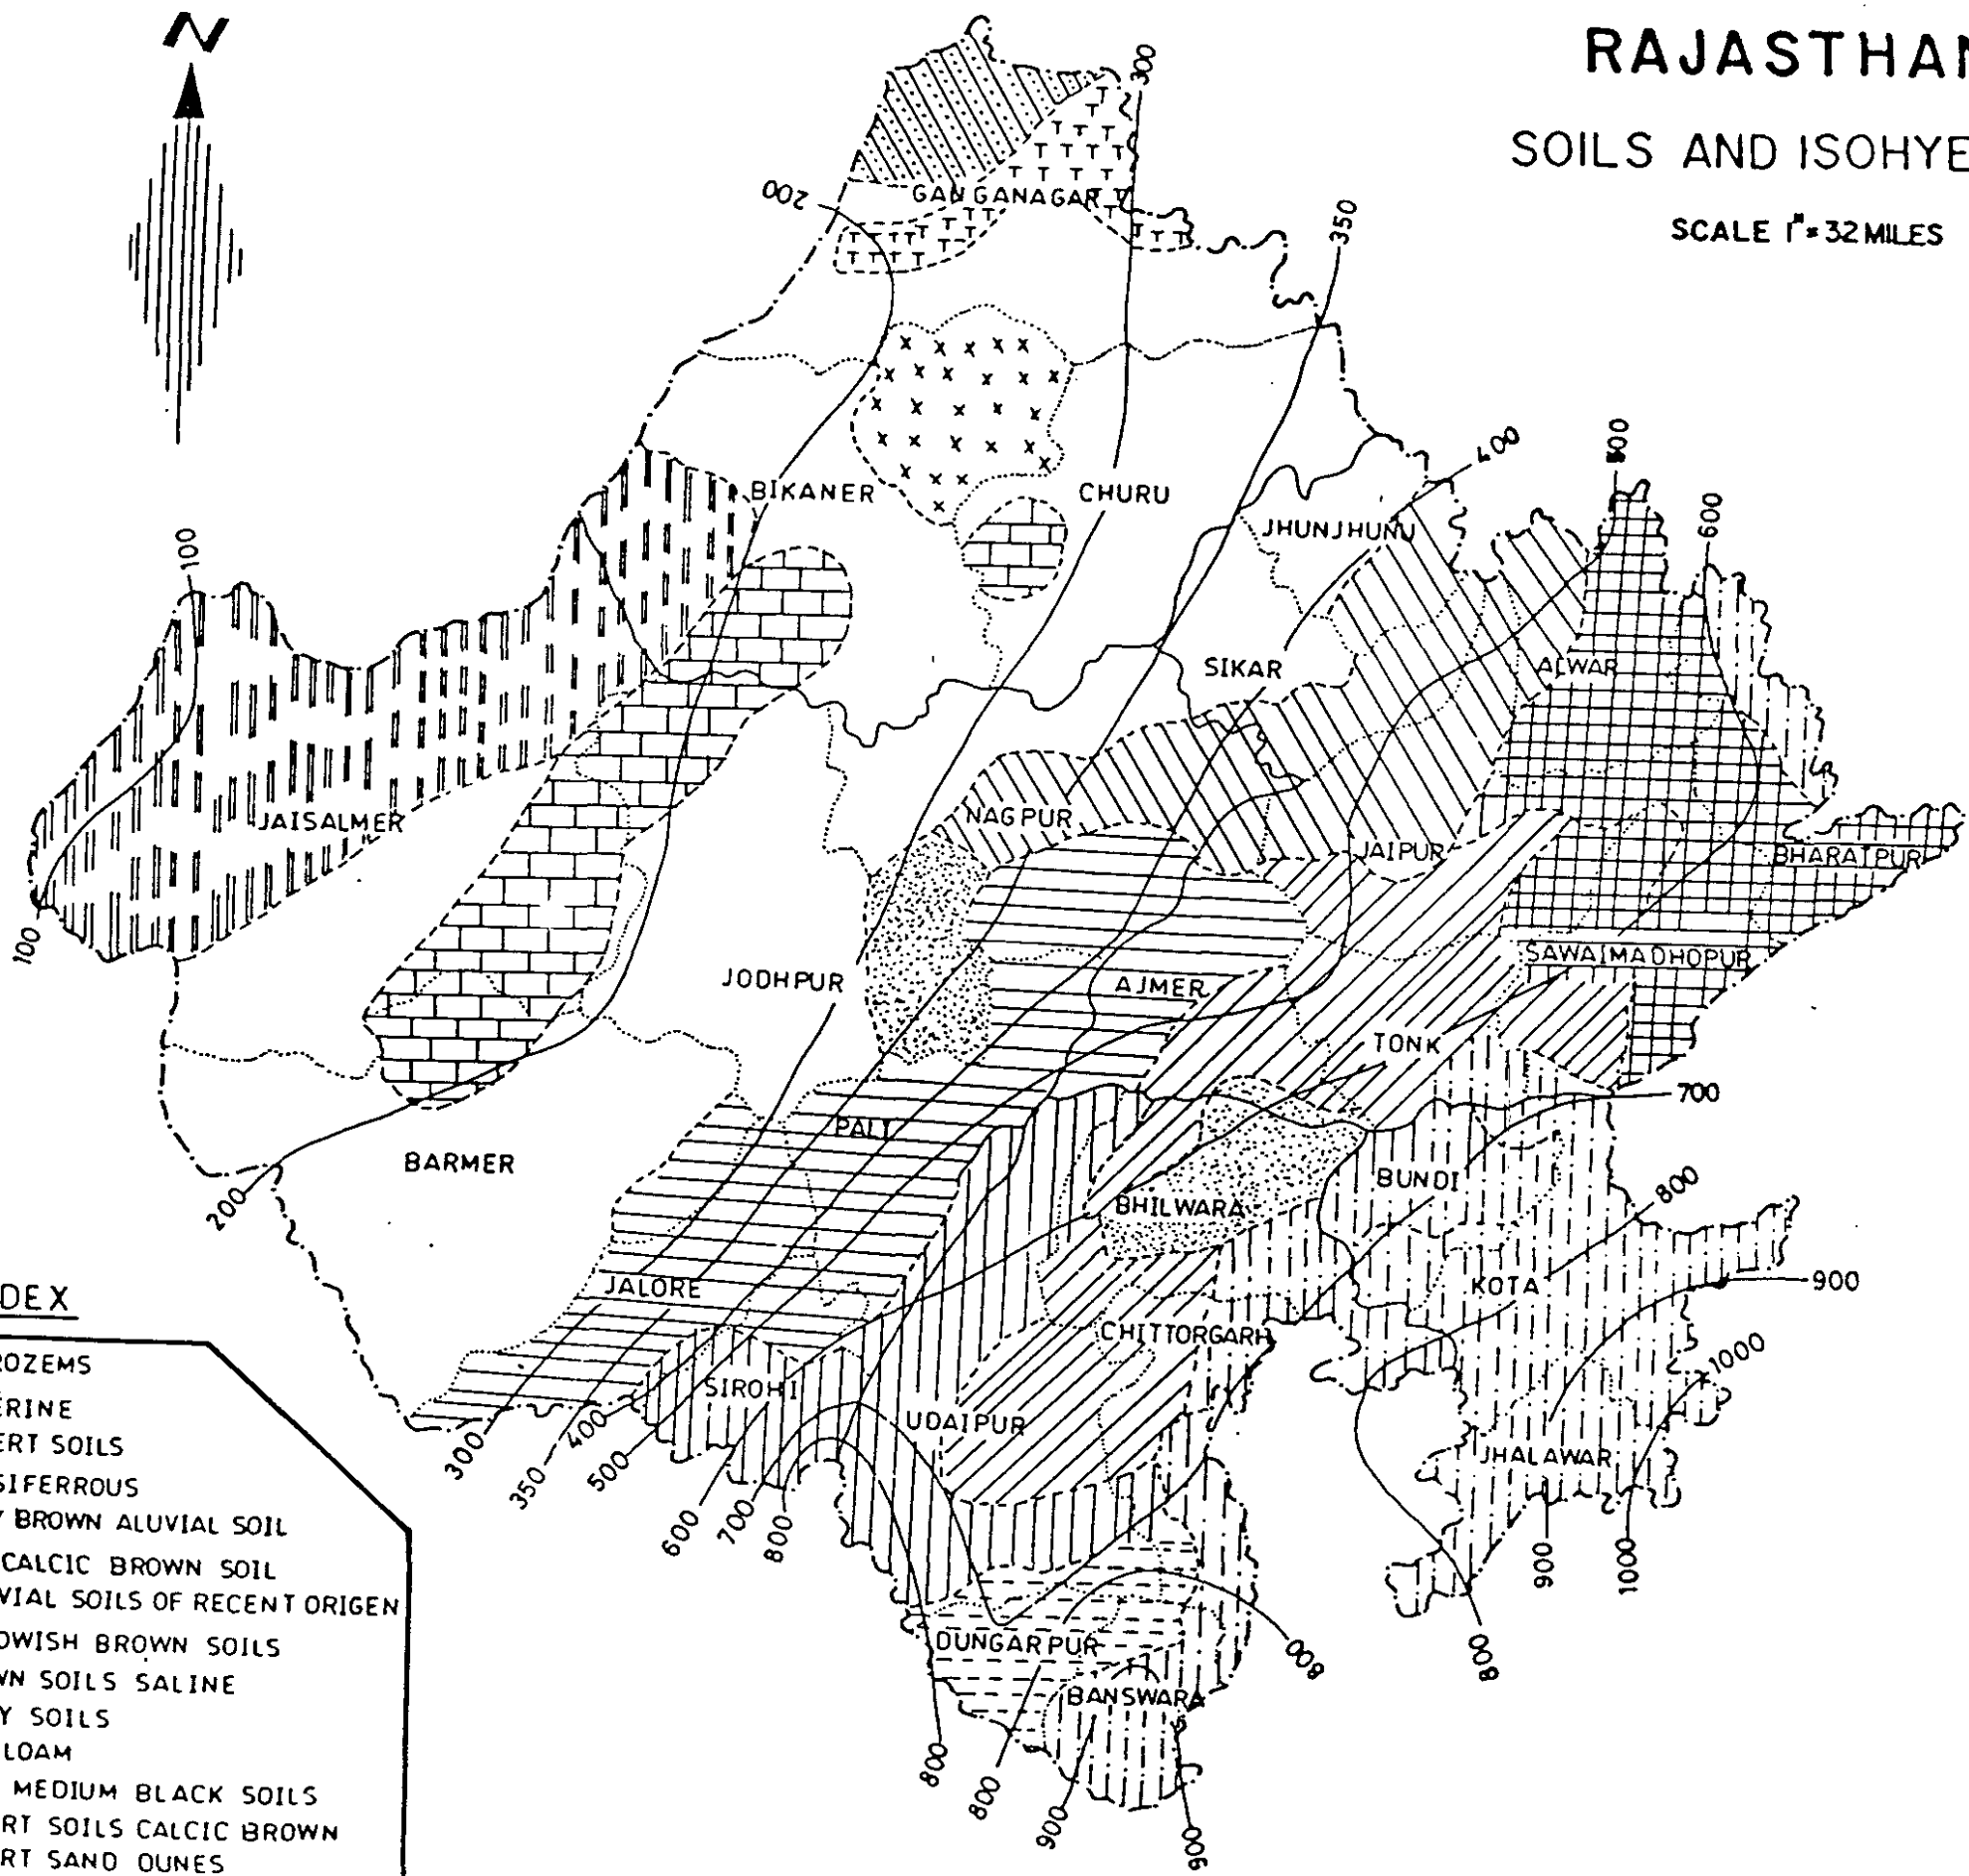 N
RAJASTHAN
SOILS AND ISOHYE
SCALE 1"=32 MILES
300
200
GANGANAGAR
350
400
500
600
100
BIKANER
CHURU
JHUNJHUNU
SIKAR
ALWAR
JAISALMER
NAGPUR
JAIPUR
BHARATPUR
100
JODHPUR
AJMER
SAWAIMADHOPUR
TONK
700
PALI
BARMER
BHILWARA
BUNDI
800
200
JALORE
KOTA
900
CHITTORGARH
1000
SIROHI
UDAIPUR
JHALAWAR
300
350
400
500
600
700
800
900
1000
800
800
DUNGARPUR
BANSWARA
800
800
900
900
DEX
ROZEMS
ERINE
ERT SOILS
SIFERROUS
Y BROWN ALUVIAL SOIL
CALCIC BROWN SOIL
VIAL SOILS OF RECENT ORIGEN
OWISH BROWN SOILS
WN SOILS SALINE
Y SOILS
LOAM
MEDIUM BLACK SOILS
RT SOILS CALCIC BROWN
RT SAND OUNES